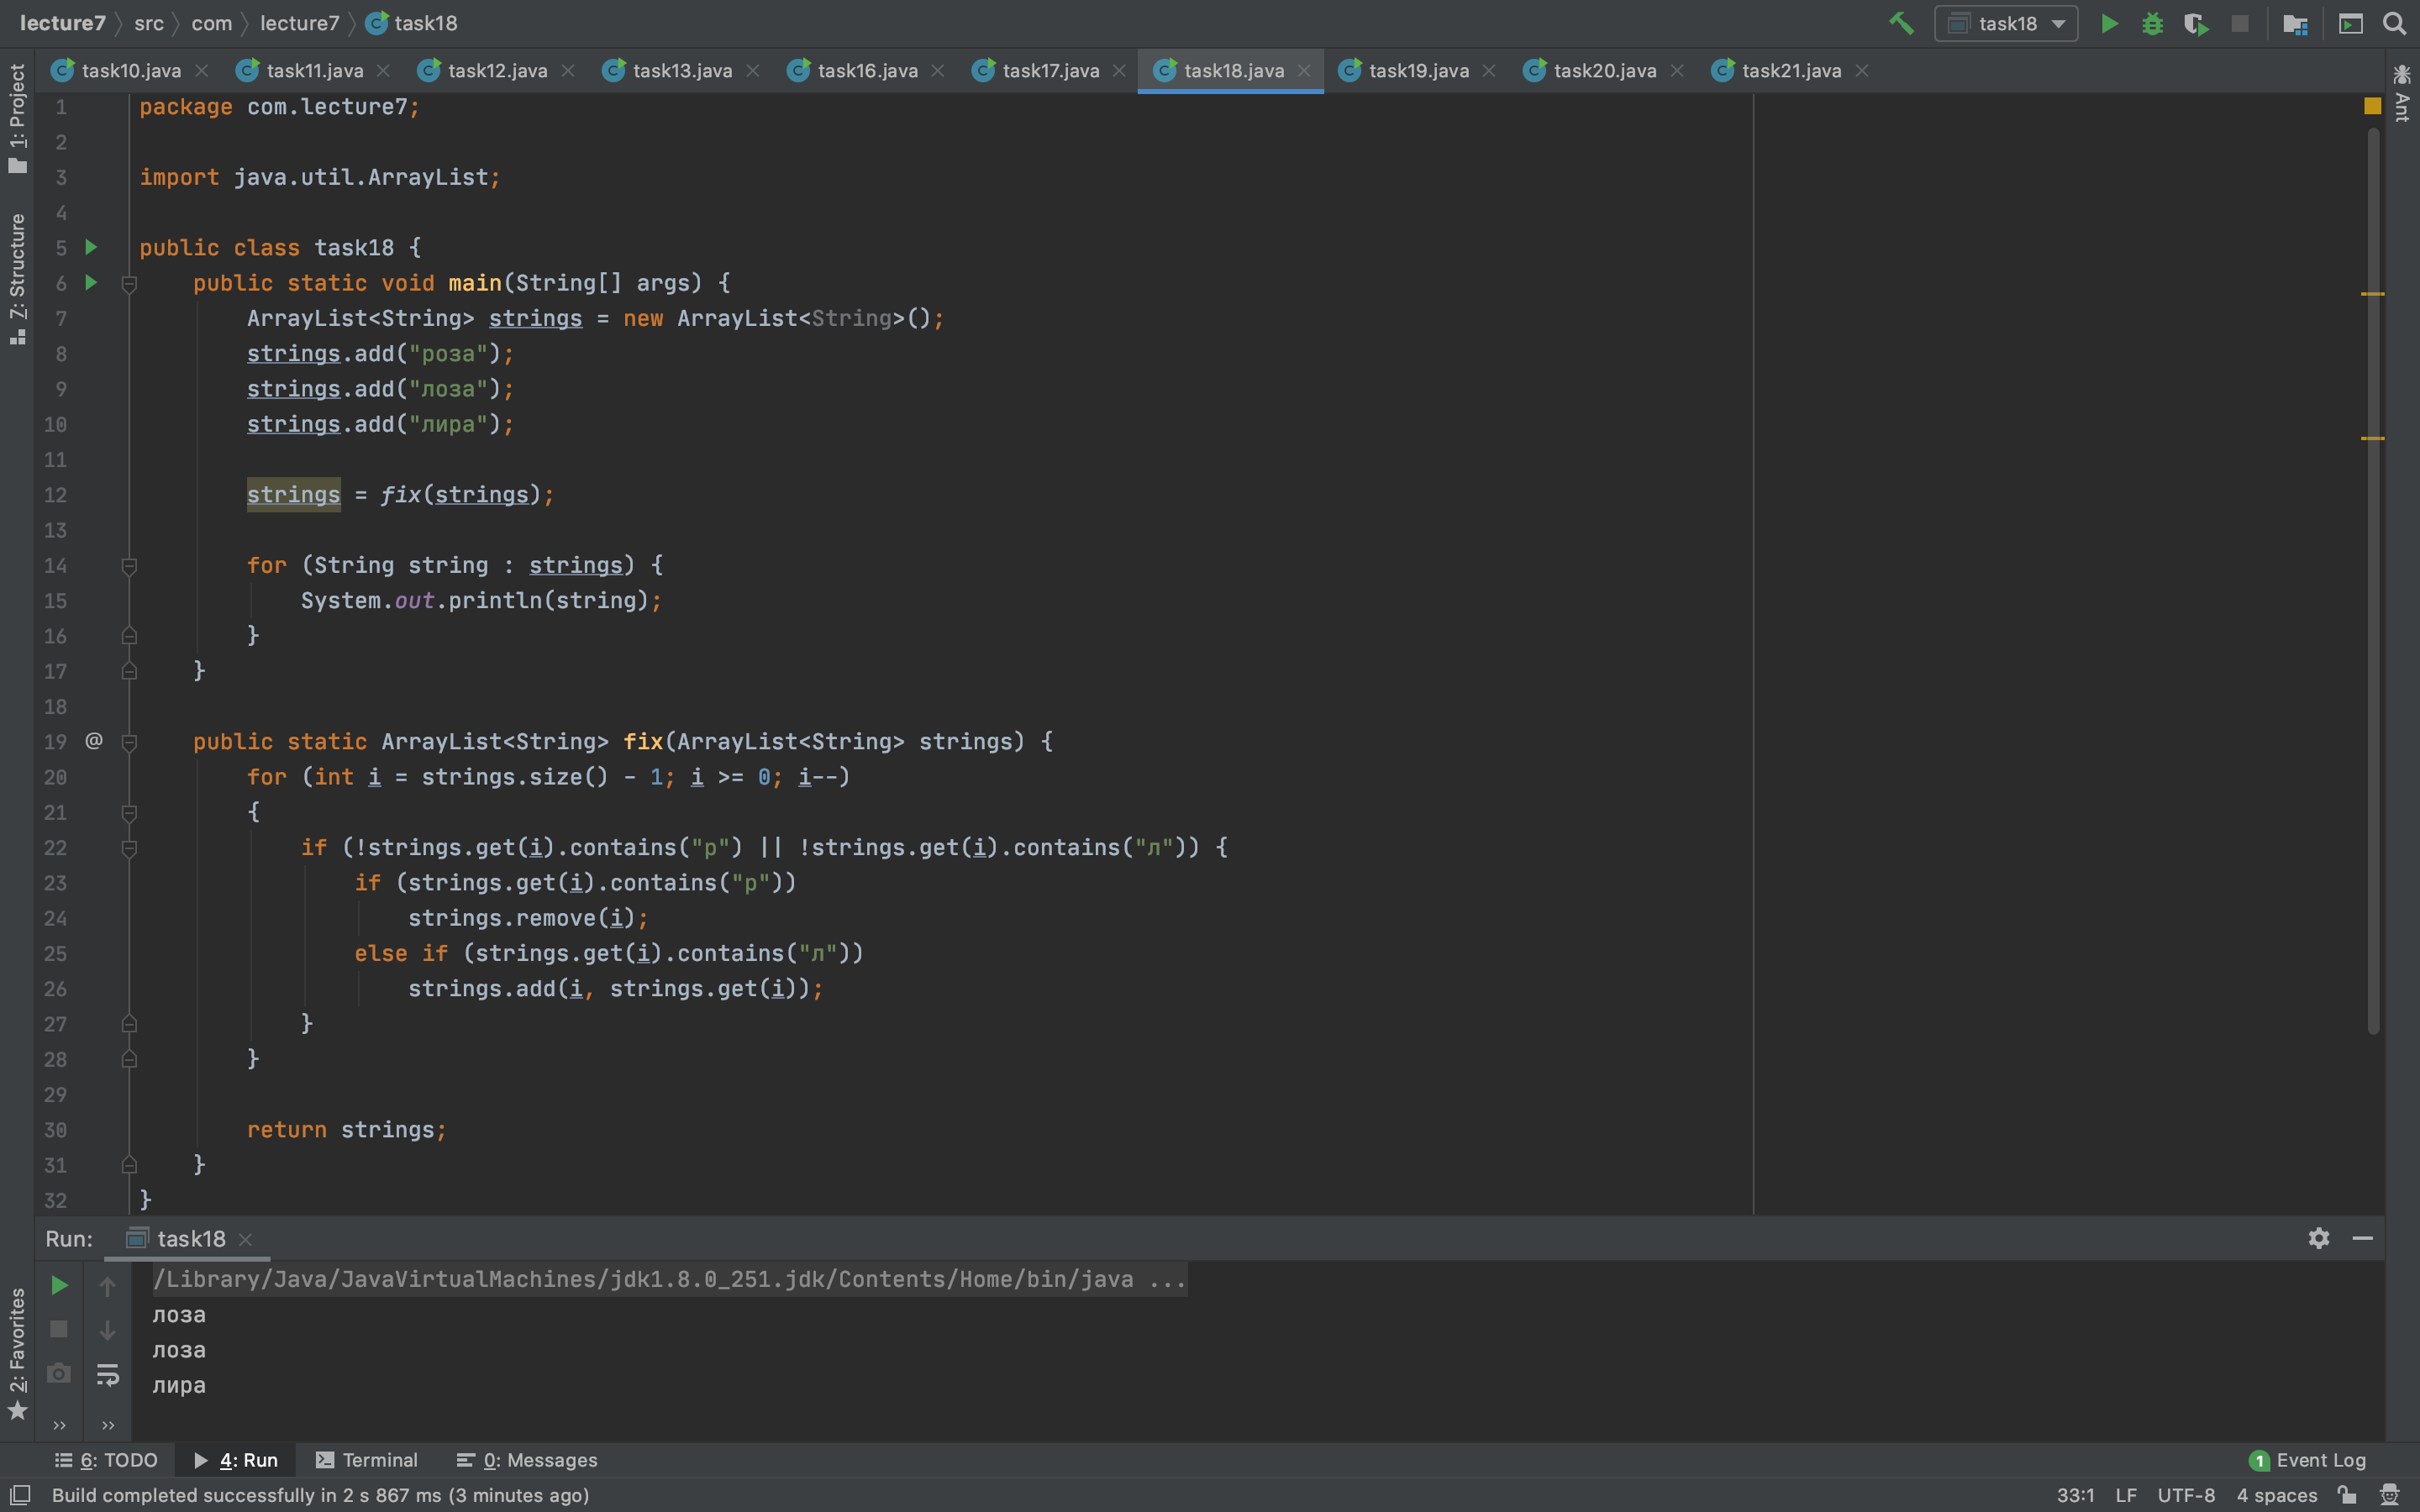 lecture7 src com lecture7 task18 task18
task10.java task11.java task12.java task13.java task16.java task17.java task18.java task19.java task20.java task21.java
1: Project
7: Structure
2: Favorites
Ant
1 package com.lecture7;
2
3 import java.util.ArrayList;
4
5 public class task18 {
6 public static void main(String[] args) {
7 ArrayList<String> strings = new ArrayList<String>();
8 strings.add("роза");
9 strings.add("лоза");
10 strings.add("лира");
11
12 strings = fix(strings);
13
14 for (String string : strings) {
15 System.out.println(string);
16 }
17 }
18
19 @ public static ArrayList<String> fix(ArrayList<String> strings) {
20 for (int i = strings.size() - 1; i >= 0; i--)
21 {
22 if (!strings.get(i).contains("р") || !strings.get(i).contains("л")) {
23 if (strings.get(i).contains("р"))
24 strings.remove(i);
25 else if (strings.get(i).contains("л"))
26 strings.add(i, strings.get(i));
27 }
28 }
29
30 return strings;
31 }
32 }
Run: task18
/Library/Java/JavaVirtualMachines/jdk1.8.0_251.jdk/Contents/Home/bin/java ...
лоза
лоза
лира
6: TODO 4: Run Terminal 0: Messages 1 Event Log
Build completed successfully in 2 s 867 ms (3 minutes ago) 33:1 LF UTF-8 4 spaces